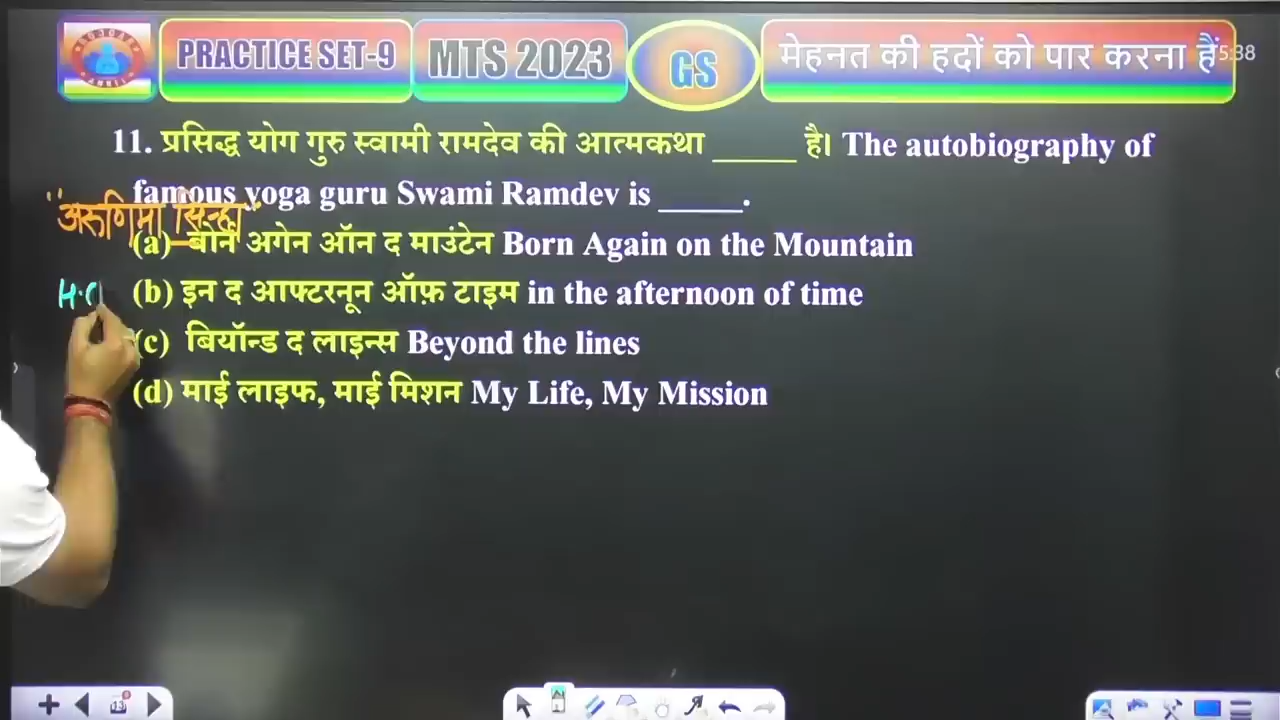 PRACTICE SET-9 MTS 2023 GS मेहनत की हदों को पार करना हैं 5:38
11. प्रसिद्ध योग गुरु स्वामी रामदेव की आत्मकथा _____ है। The autobiography of
famous yoga guru Swami Ramdev is _____.
"अरुणिमा सिन्हा"
(a) बोर्न अगेन ऑन द माउंटेन Born Again on the Mountain
H.C
(b) इन द आफ्टरनून ऑफ़ टाइम in the afternoon of time
(c) बियॉन्ड द लाइन्स Beyond the lines
(d) माई लाइफ, माई मिशन My Life, My Mission
13